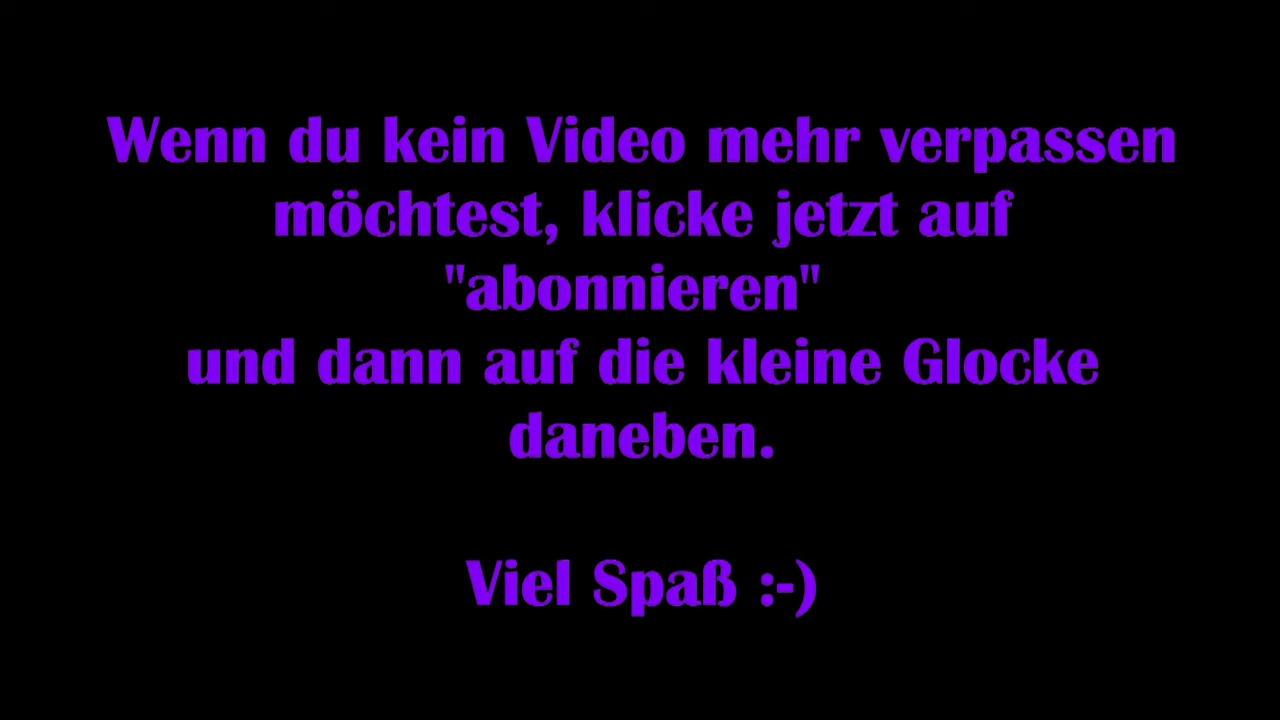 Wenn du kein Video mehr verpassen
möchtest, klicke jetzt auf
"abonnieren"
und dann auf die kleine Glocke
daneben.
Viel Spaß :-)